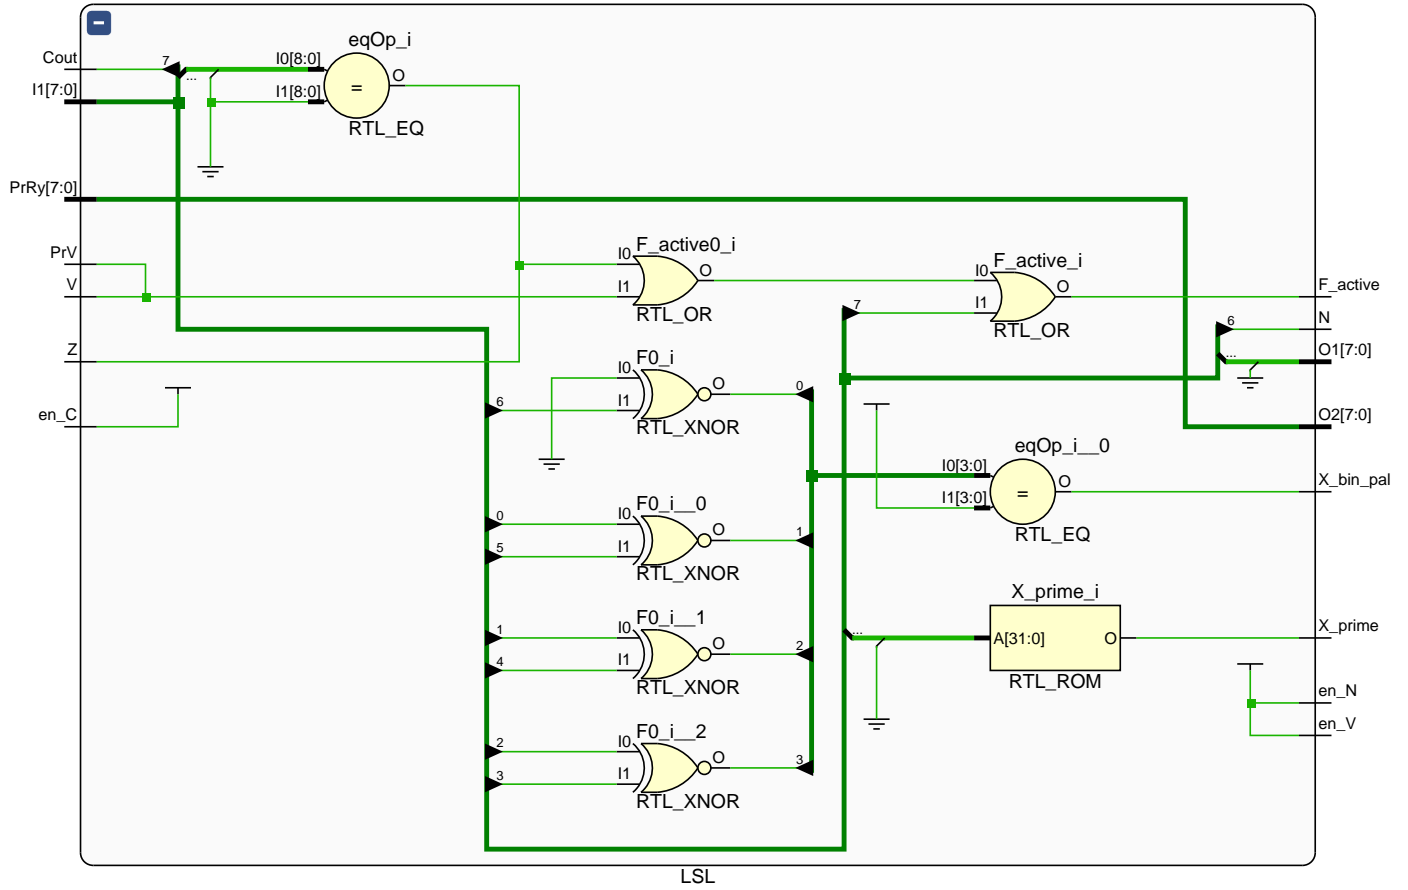 eqOp_i
Cout
7
...
I0[8:0]
O
I1[7:0]
I1[8:0]
=
RTL_EQ
PrRy[7:0]
PrV
F_active0_i
I0
O
V
I1
RTL_OR
F_active_i
I0
O
F_active
7
I1
RTL_OR
6
N
Z
F0_i
...
O1[7:0]
I0
O
0
en_C
6
I1
RTL_XNOR
O2[7:0]
eqOp_i__0
I0[3:0]
O
X_bin_pal
I1[3:0]
=
RTL_EQ
F0_i__0
0
I0
O
1
5
I1
RTL_XNOR
X_prime_i
F0_i__1
1
I0
O
2
...
A[31:0]
O
X_prime
4
I1
RTL_XNOR
RTL_ROM
en_N
en_V
F0_i__2
2
I0
O
3
3
I1
RTL_XNOR
LSL